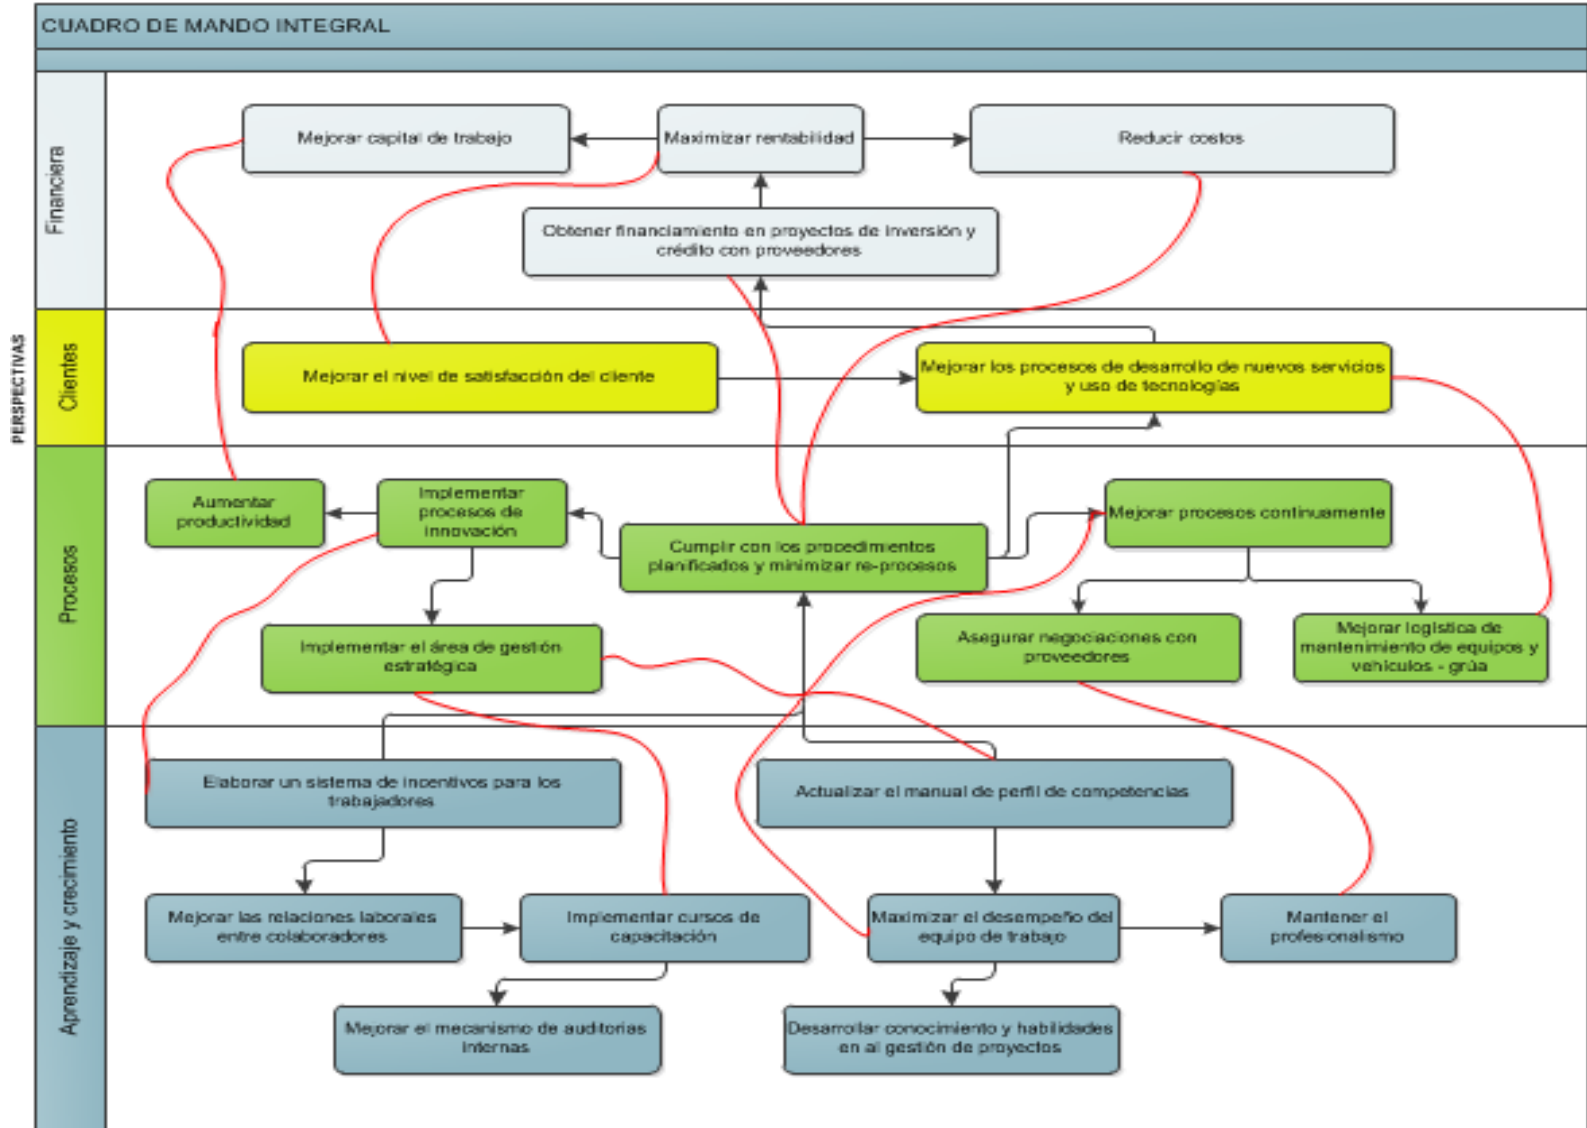 CUADRO DE MANDO INTEGRAL
PERSPECTIVAS
Financiera
Mejorar capital de trabajo
Maximizar rentabilidad
Reducir costos
Obtener financiamiento en proyectos de inversión y
crédito con proveedores
Clientes
Mejorar el nivel de satisfacción del cliente
Mejorar los procesos de desarrollo de nuevos servicios
y uso de tecnologías
Procesos
Aumentar
productividad
Implementar
procesos de
innovación
Cumplir con los procedimientos
planificados y minimizar re-procesos
Mejorar procesos continuamente
Implementar el área de gestión
estratégica
Asegurar negociaciones con
proveedores
Mejorar logística de
mantenimiento de equipos y
vehículos - grúa
Aprendizaje y crecimiento
Elaborar un sistema de incentivos para los
trabajadores
Actualizar el manual de perfil de competencias
Mejorar las relaciones laborales
entre colaboradores
Implementar cursos de
capacitación
Maximizar el desempeño del
equipo de trabajo
Mantener el
profesionalismo
Mejorar el mecanismo de auditorias
internas
Desarrollar conocimiento y habilidades
en al gestión de proyectos